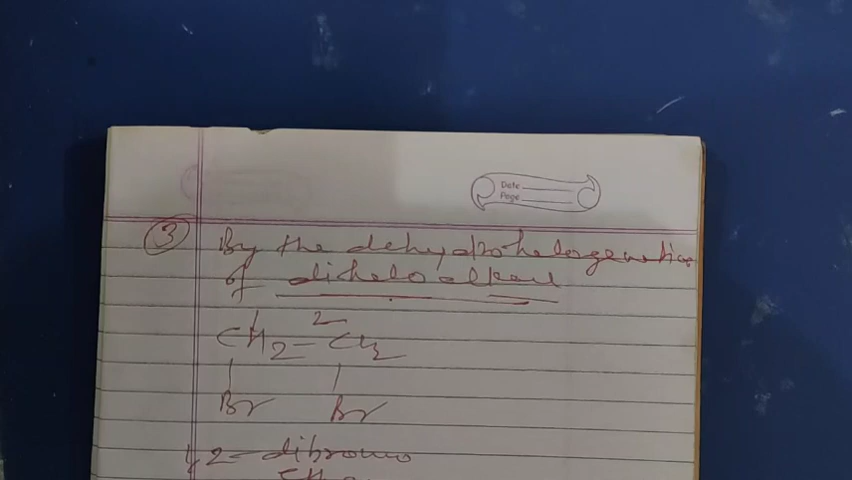 Date
Page
③ By the dehydrohalogenation
of dihalo alkane
1 2
CH2 – CH2
| |
Br Br
1,2 – dibromo